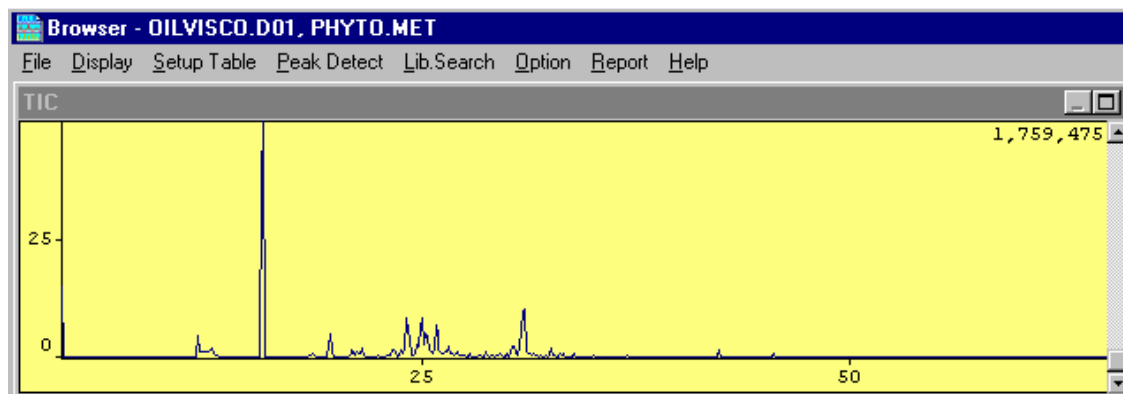 Browser - OILVISCO.D01, PHYTO.MET
File Display Setup Table Peak Detect Lib.Search Option Report Help
TIC
1,759,475
25
0
25 50